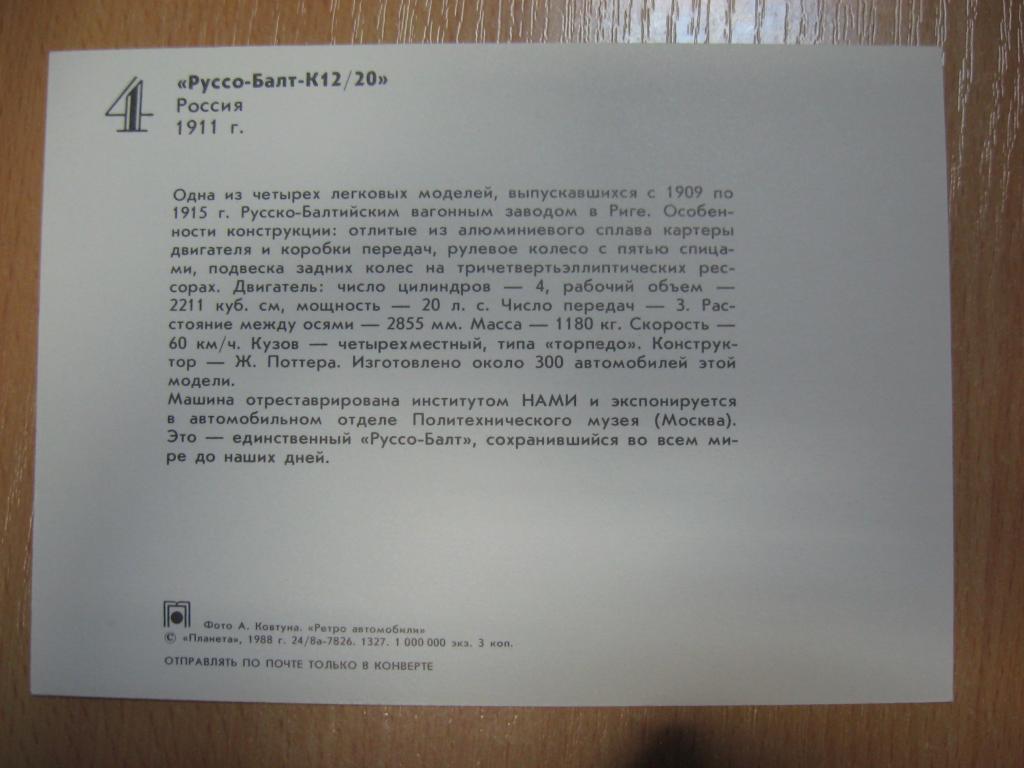 4
«Руссо-Балт-К12/20»
Россия
1911 г.
Одна из четырех легковых моделей, выпускавшихся с 1909 по
1915 г. Русско-Балтийским вагонным заводом в Риге. Особен-
ности конструкции: отлитые из алюминиевого сплава картеры
двигателя и коробки передач, рулевое колесо с пятью спица-
ми, подвеска задних колес на тричетвертьэллиптических рес-
сорах. Двигатель: число цилиндров — 4, рабочий объем —
2211 куб. см, мощность — 20 л. с. Число передач — 3. Рас-
стояние между осями — 2855 мм. Масса — 1180 кг. Скорость —
60 км/ч. Кузов — четырехместный, типа «торпедо». Конструк-
тор — Ж. Поттера. Изготовлено около 300 автомобилей этой
модели.
Машина отреставрирована институтом НАМИ и экспонируется
в автомобильном отделе Политехнического музея (Москва).
Это — единственный «Руссо-Балт», сохранившийся во всем ми-
ре до наших дней.
Фото А. Ковтуна. «Ретро автомобили»
© «Планета», 1988 г. 24/8а-7826. 1327. 1 000 000 экз. 3 коп.
ОТПРАВЛЯТЬ ПО ПОЧТЕ ТОЛЬКО В КОНВЕРТЕ